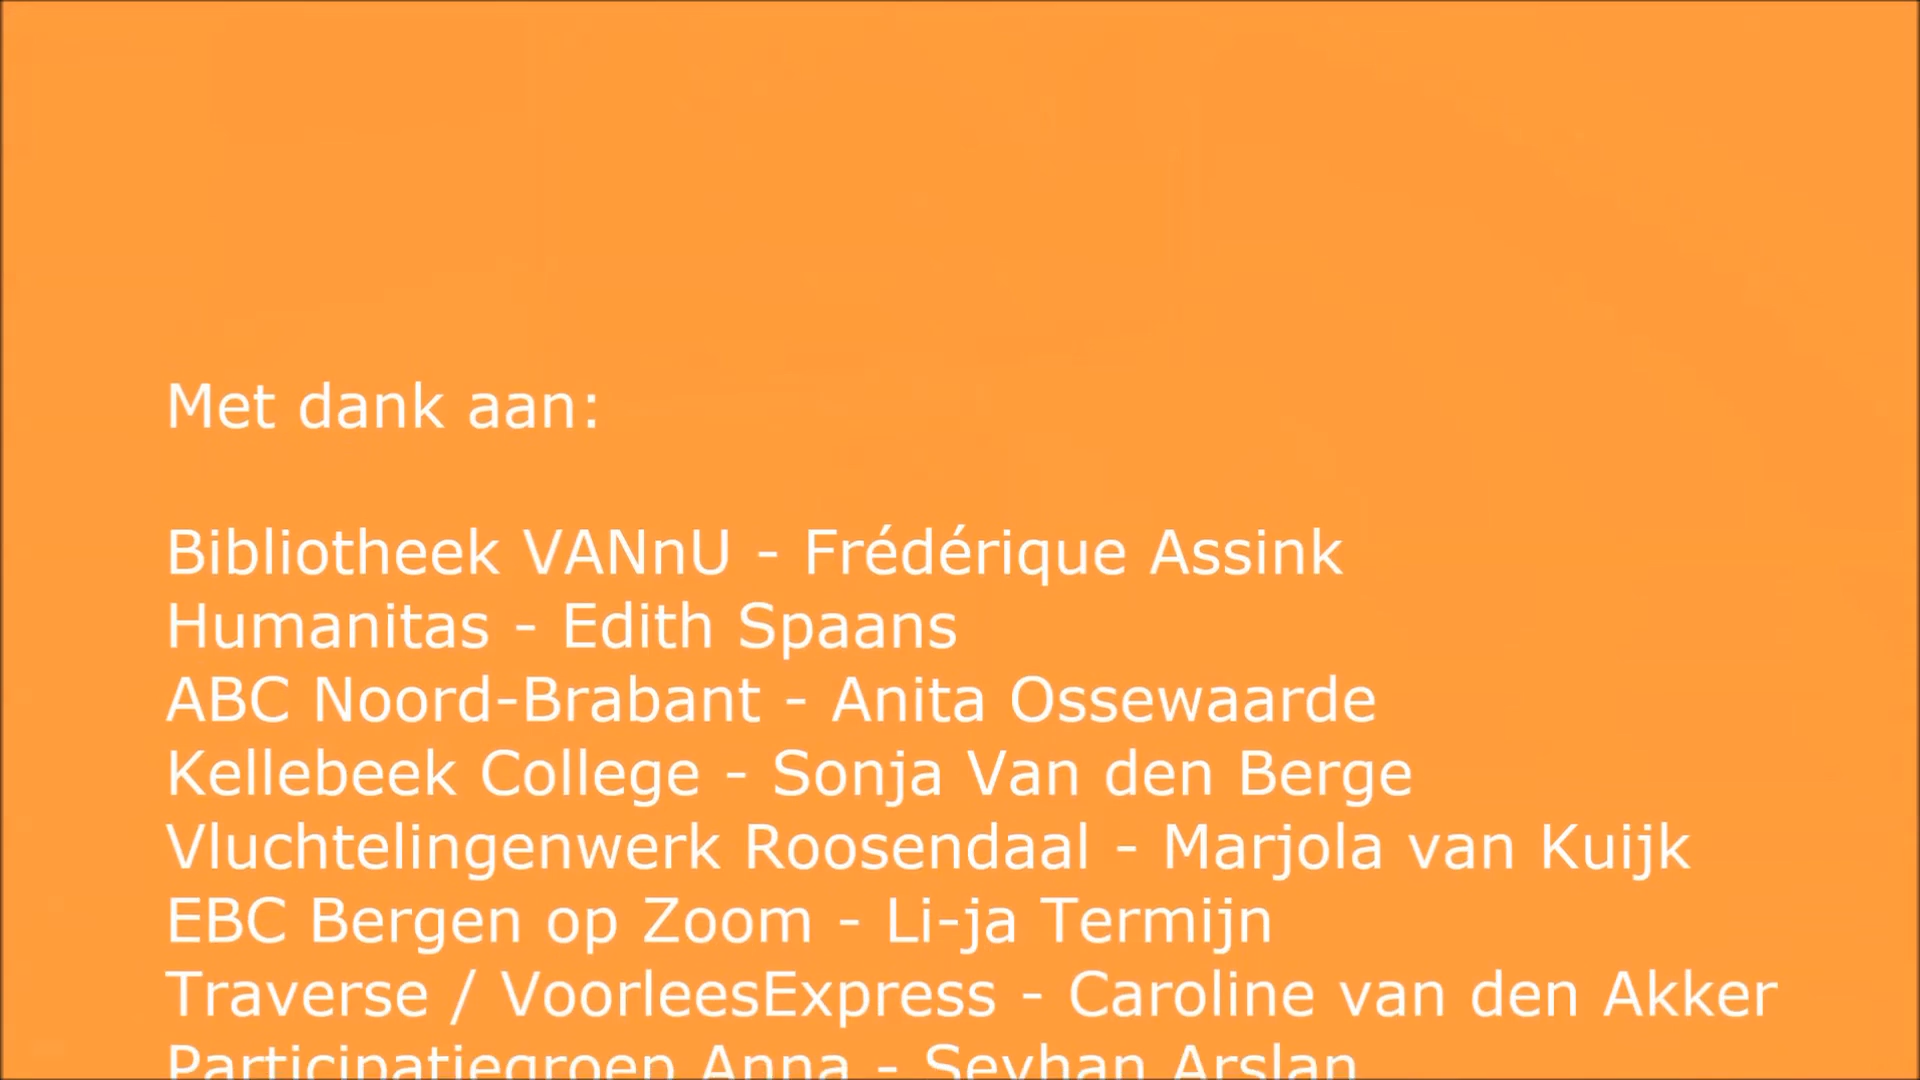 Met dank aan:
Bibliotheek VANnU - Frédérique Assink
Humanitas - Edith Spaans
ABC Noord-Brabant - Anita Ossewaarde
Kellebeek College - Sonja Van den Berge
Vluchtelingenwerk Roosendaal - Marjola van Kuijk
EBC Bergen op Zoom - Li-ja Termijn
Traverse / VoorleesExpress - Caroline van den Akker
Participatiegroep Anna - Seyhan Arslan